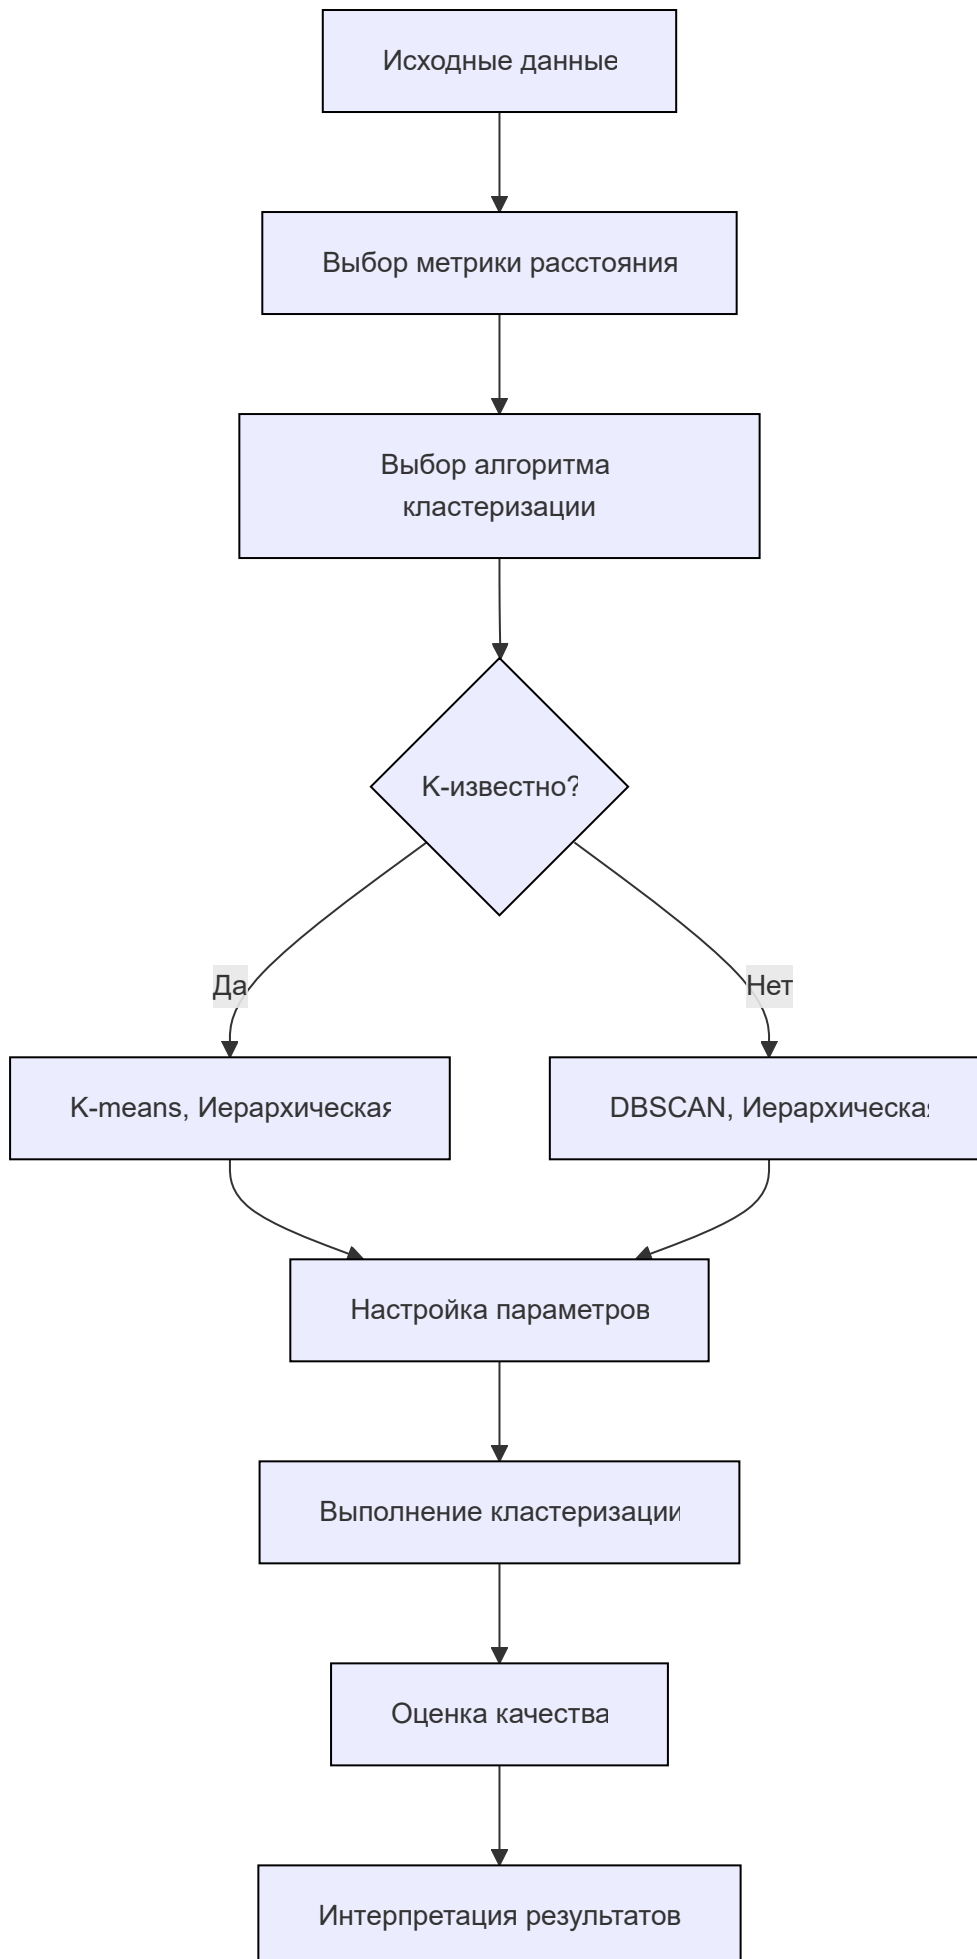 Исходные данные
Выбор метрики расстояния
Выбор алгоритма
кластеризации
K-известно?
Да
Нет
K-means, Иерархическая
DBSCAN, Иерархическая
Настройка параметров
Выполнение кластеризации
Оценка качества
Интерпретация результатов